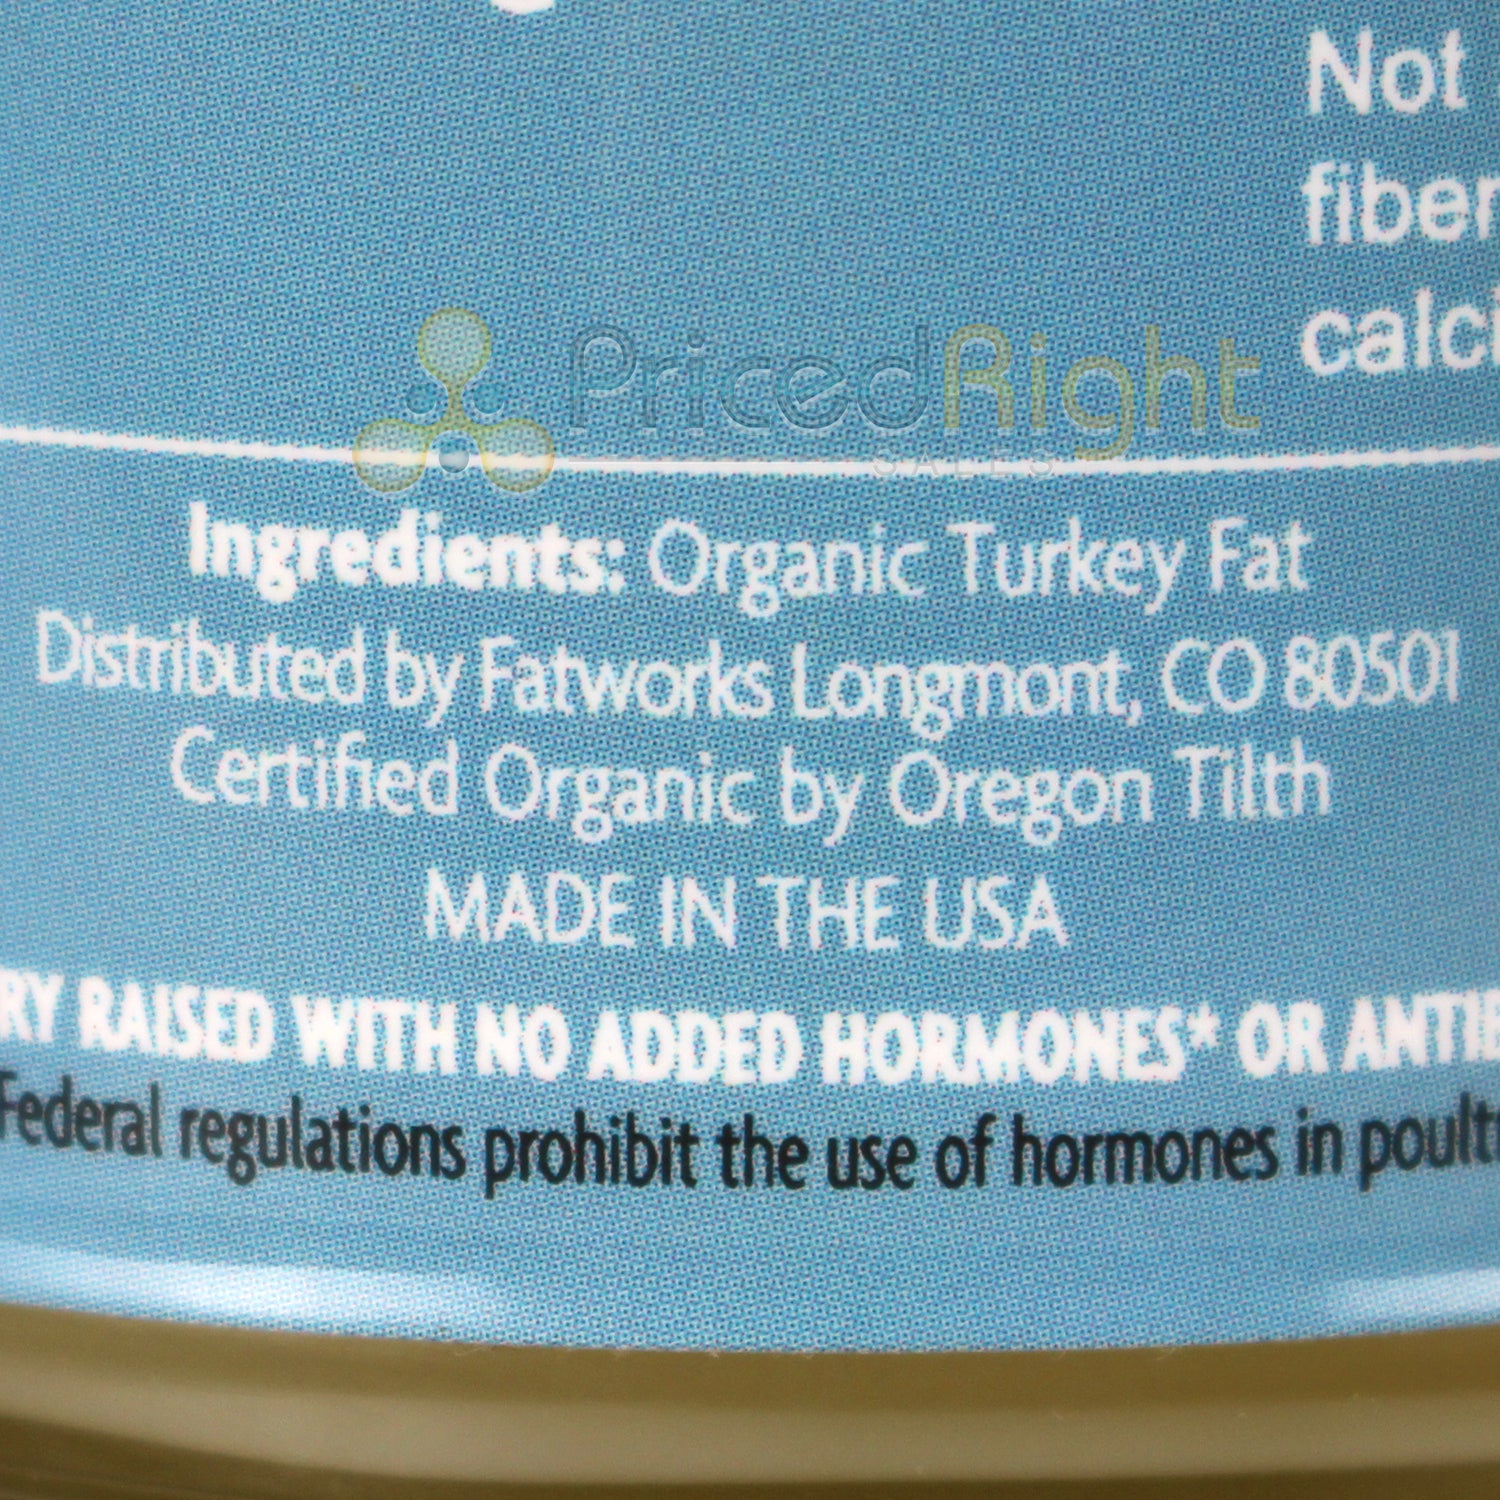 Not
fiber
calci
PricedRight
SALES
Ingredients: Organic Turkey Fat
Distributed by Fatworks Longmont, CO 80501
Certified Organic by Oregon Tilth
MADE IN THE USA
RY RAISED WITH NO ADDED HORMONES* OR ANTIB
Federal regulations prohibit the use of hormones in poultr